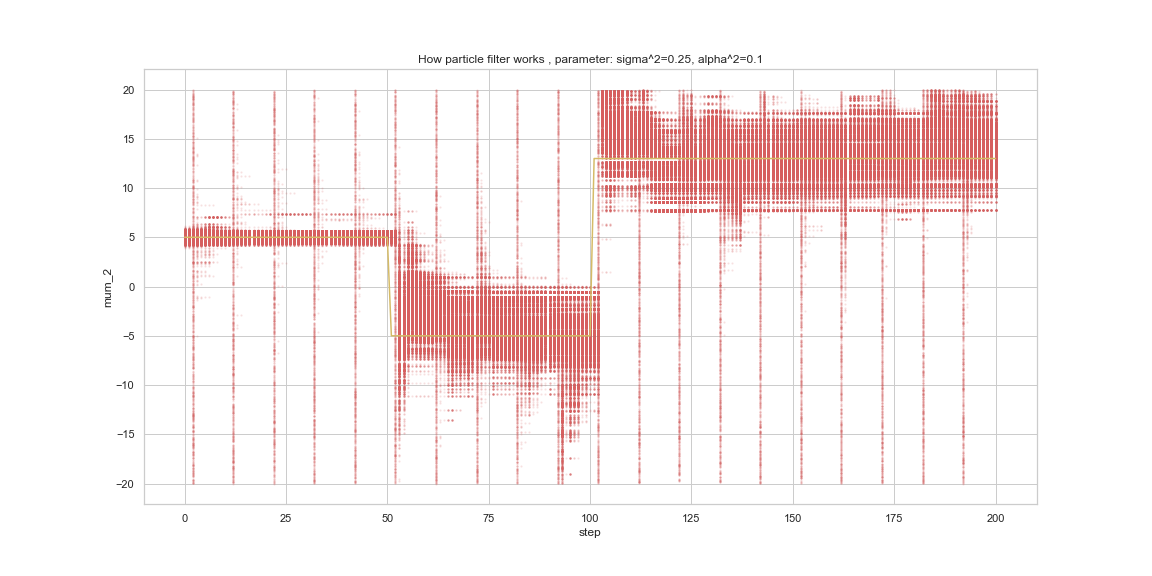 How particle filter works , parameter: sigma^2=0.25, alpha^2=0.1
20
15
10
5
0
−5
−10
−15
−20
mum_2
0 25 50 75 100 125 150 175 200
step